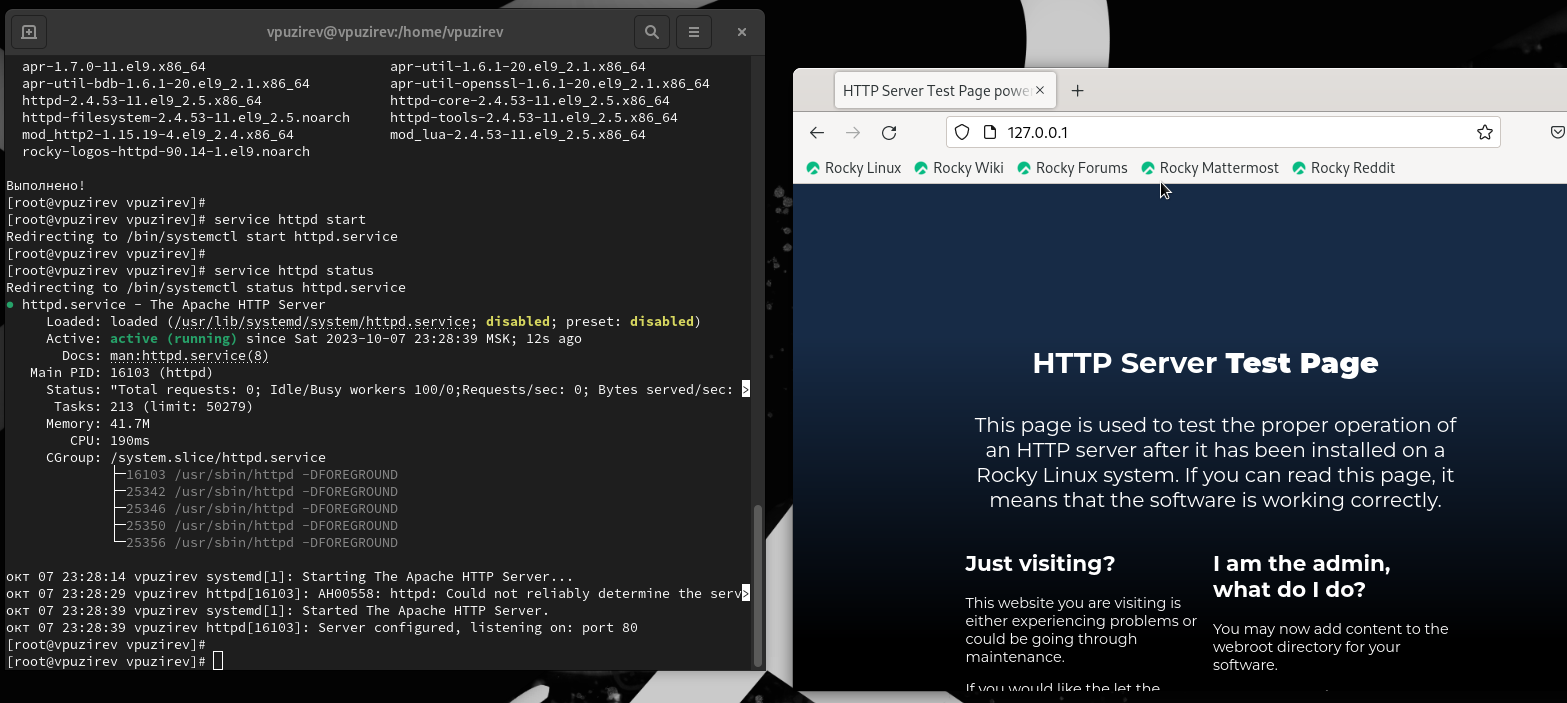 vpuzirev@vpuzirev:/home/vpuzirev
apr-1.7.0-11.el9.x86_64 apr-util-1.6.1-20.el9_2.1.x86_64
apr-util-bdb-1.6.1-20.el9_2.1.x86_64 apr-util-openssl-1.6.1-20.el9_2.1.x86_64
httpd-2.4.53-11.el9_2.5.x86_64 httpd-core-2.4.53-11.el9_2.5.x86_64
httpd-filesystem-2.4.53-11.el9_2.5.noarch httpd-tools-2.4.53-11.el9_2.5.x86_64
mod_http2-1.15.19-4.el9_2.4.x86_64 mod_lua-2.4.53-11.el9_2.5.x86_64
rocky-logos-httpd-90.14-1.el9.noarch
Выполнено!
[root@vpuzirev vpuzirev]#
[root@vpuzirev vpuzirev]# service httpd start
Redirecting to /bin/systemctl start httpd.service
[root@vpuzirev vpuzirev]#
[root@vpuzirev vpuzirev]# service httpd status
Redirecting to /bin/systemctl status httpd.service
● httpd.service - The Apache HTTP Server
Loaded: loaded (/usr/lib/systemd/system/httpd.service; disabled; preset: disabled)
Active: active (running) since Sat 2023-10-07 23:28:39 MSK; 12s ago
Docs: man:httpd.service(8)
Main PID: 16103 (httpd)
Status: "Total requests: 0; Idle/Busy workers 100/0;Requests/sec: 0; Bytes served/sec: >
Tasks: 213 (limit: 50279)
Memory: 41.7M
CPU: 190ms
CGroup: /system.slice/httpd.service
├─16103 /usr/sbin/httpd -DFOREGROUND
├─25342 /usr/sbin/httpd -DFOREGROUND
├─25346 /usr/sbin/httpd -DFOREGROUND
├─25350 /usr/sbin/httpd -DFOREGROUND
└─25356 /usr/sbin/httpd -DFOREGROUND
окт 07 23:28:14 vpuzirev systemd[1]: Starting The Apache HTTP Server...
окт 07 23:28:29 vpuzirev httpd[16103]: AH00558: httpd: Could not reliably determine the serv>
окт 07 23:28:39 vpuzirev systemd[1]: Started The Apache HTTP Server.
окт 07 23:28:39 vpuzirev httpd[16103]: Server configured, listening on: port 80
[root@vpuzirev vpuzirev]#
[root@vpuzirev vpuzirev]#
HTTP Server Test Page powe
127.0.0.1
Rocky Linux Rocky Wiki Rocky Forums Rocky Mattermost Rocky Reddit
HTTP Server Test Page
This page is used to test the proper operation of
an HTTP server after it has been installed on a
Rocky Linux system. If you can read this page, it
means that the software is working correctly.
Just visiting?
This website you are visiting is
either experiencing problems or
could be going through
maintenance.
If you would like the let the
I am the admin,
what do I do?
You may now add content to the
webroot directory for your
software.